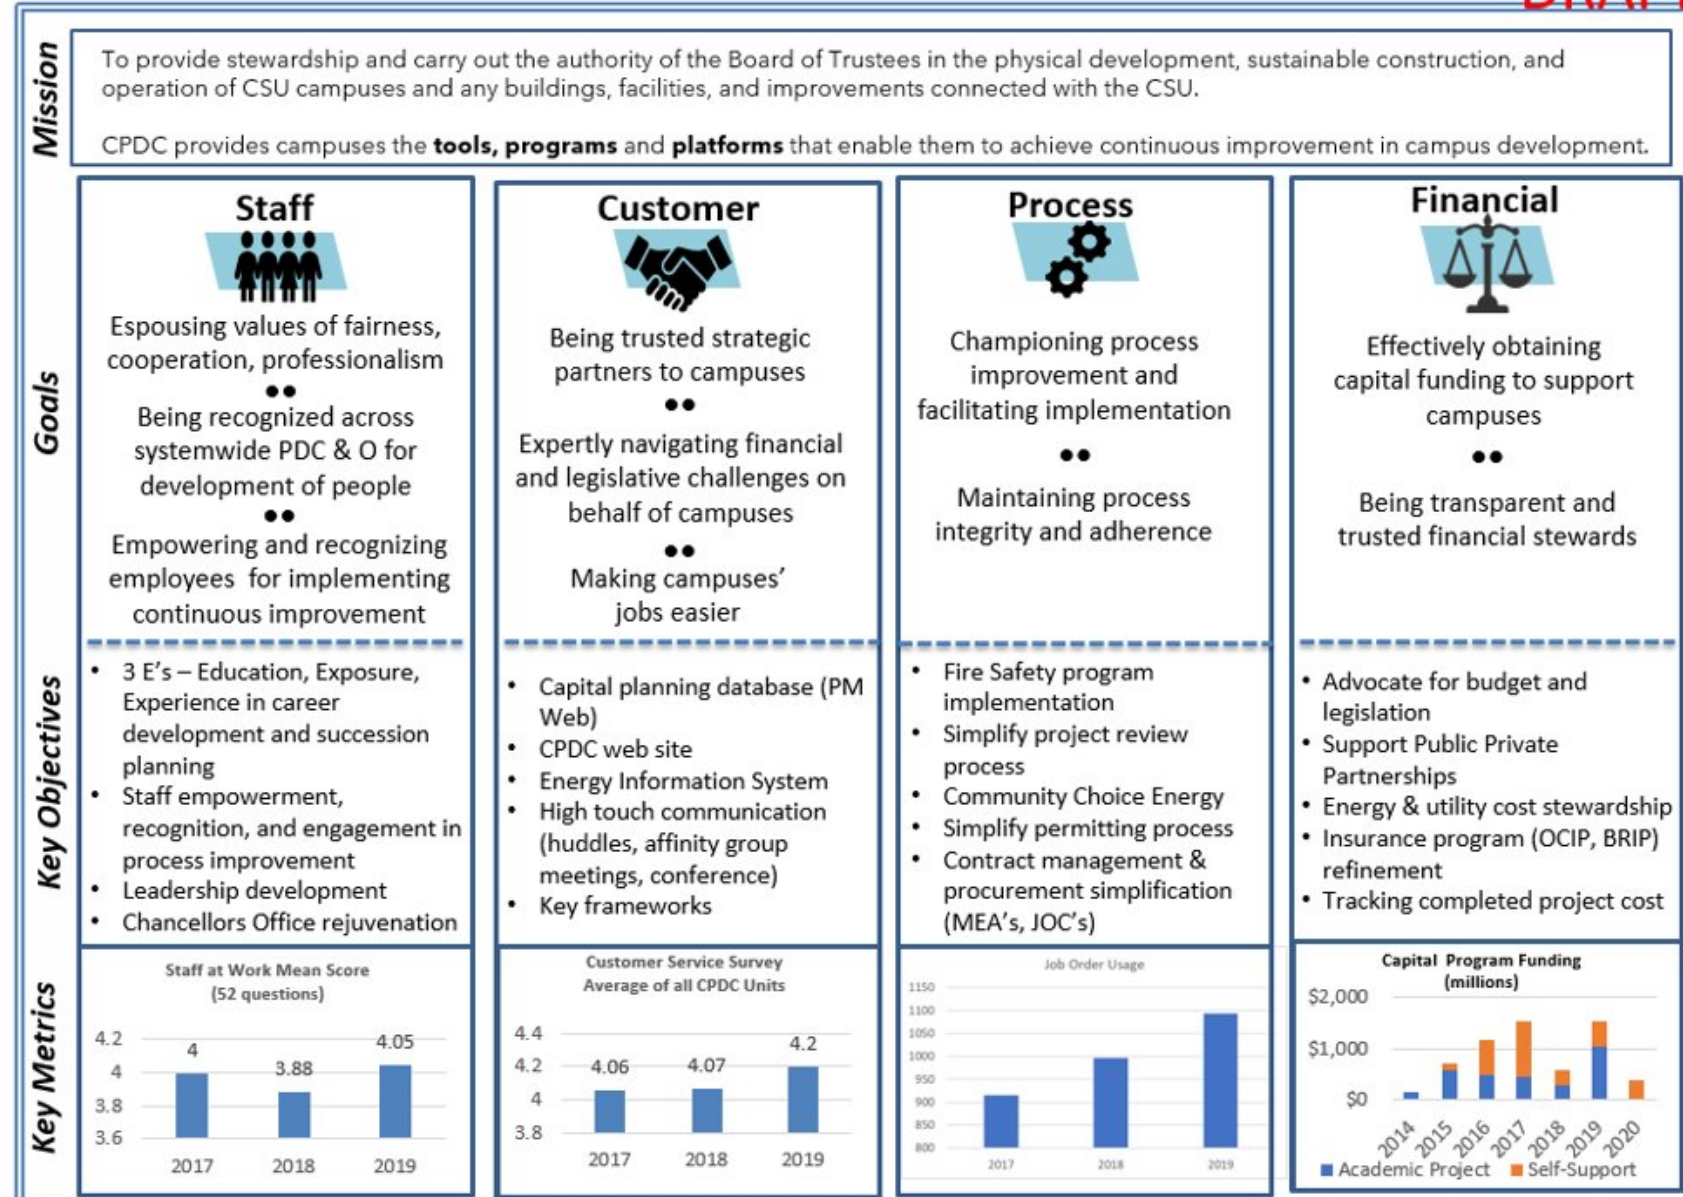 Mission
To provide stewardship and carry out the authority of the Board of Trustees in the physical development, sustainable construction, and
operation of CSU campuses and any buildings, facilities, and improvements connected with the CSU.
CPDC provides campuses the tools, programs and platforms that enable them to achieve continuous improvement in campus development.
Goals
Staff
Espousing values of fairness,
cooperation, professionalism
••
Being recognized across
systemwide PDC & O for
development of people
••
Empowering and recognizing
employees for implementing
continuous improvement
Customer
Being trusted strategic
partners to campuses
••
Expertly navigating financial
and legislative challenges on
behalf of campuses
••
Making campuses’
jobs easier
Process
Championing process
improvement and
facilitating implementation
••
Maintaining process
integrity and adherence
Financial
Effectively obtaining
capital funding to support
campuses
••
Being transparent and
trusted financial stewards
Key Objectives
• 3 E’s – Education, Exposure,
Experience in career
development and succession
planning
• Staff empowerment,
recognition, and engagement in
process improvement
• Leadership development
• Chancellors Office rejuvenation
• Capital planning database (PM
Web)
• CPDC web site
• Energy Information System
• High touch communication
(huddles, affinity group
meetings, conference)
• Key frameworks
• Fire Safety program
implementation
• Simplify project review
process
• Community Choice Energy
• Simplify permitting process
• Contract management &
procurement simplification
(MEA’s, JOC’s)
• Advocate for budget and
legislation
• Support Public Private
Partnerships
• Energy & utility cost stewardship
• Insurance program (OCIP, BRIP)
refinement
• Tracking completed project cost
Key Metrics
Staff at Work Mean Score
(52 questions)
4.2
4
3.8
3.6
4
3.88
4.05
2017 2018 2019
Customer Service Survey
Average of all CPDC Units
4.4
4.2
4
3.8
4.06
4.07
4.2
2017 2018 2019
Job Order Usage
1150
1100
1050
1000
950
900
850
800
2017 2018 2019
Capital Program Funding
(millions)
$2,000
$1,000
$0
2014 2015 2016 2017 2018 2019 2020
Academic Project Self-Support